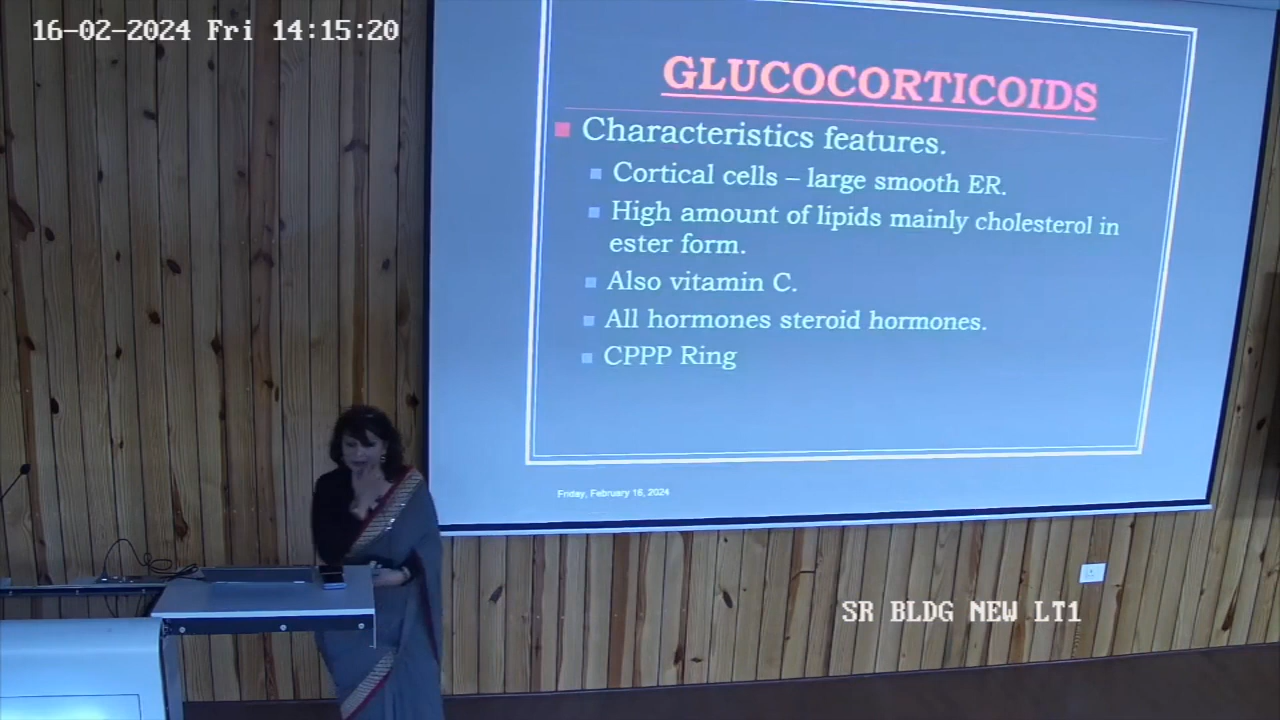 16-02-2024 Fri 14:15:20
GLUCOCORTICOIDS
Characteristics features.
Cortical cells – large smooth ER.
High amount of lipids mainly cholesterol in
ester form.
Also vitamin C.
All hormones steroid hormones.
CPPP Ring
Friday, February 16, 2024
SR BLDG NEW LT1